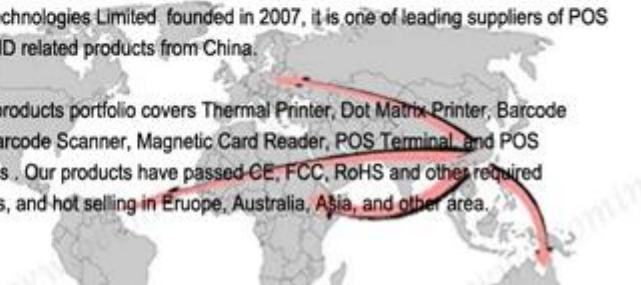 chnologies Limited founded in 2007, it is one of leading suppliers of POS
ID related products from China.
products portfolio covers Thermal Printer, Dot Matrix Printer, Barcode
arcode Scanner, Magnetic Card Reader, POS Terminal, and POS
s . Our products have passed CE, FCC, RoHS and other required
s, and hot selling in Eruope, Australia, Asia, and other area.